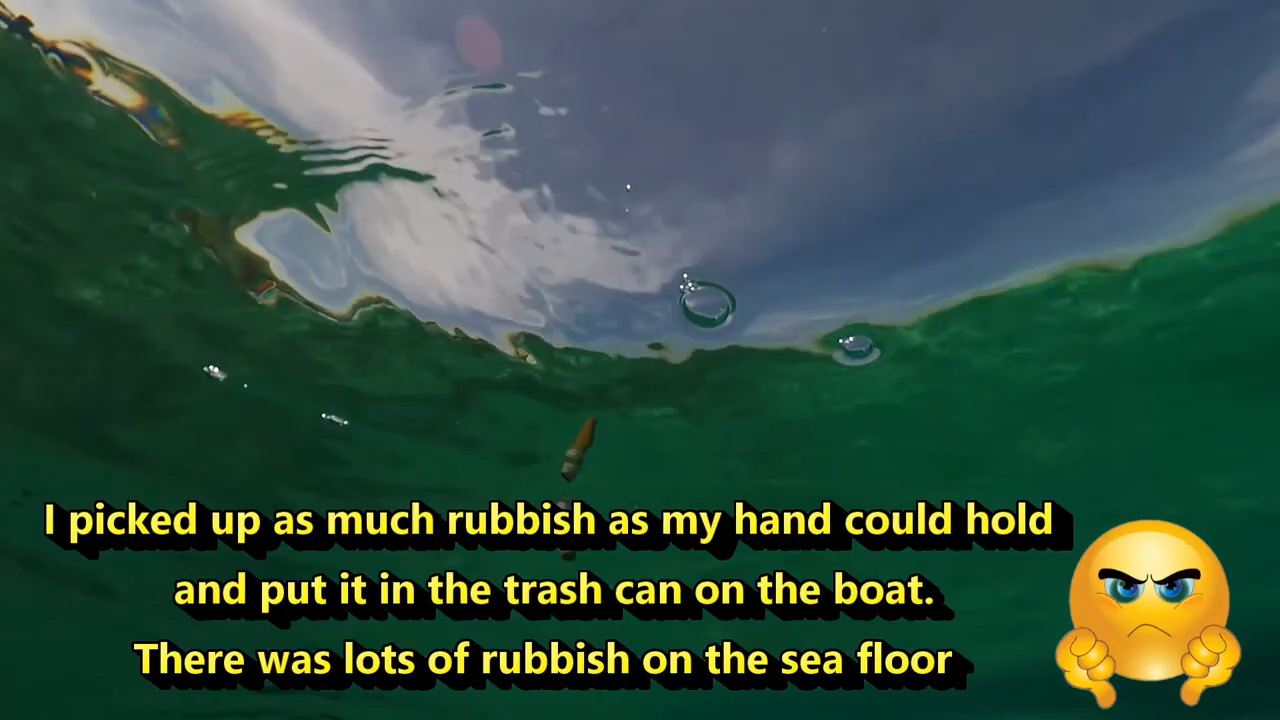 I picked up as much rubbish as my hand could hold
and put it in the trash can on the boat.
There was lots of rubbish on the sea floor